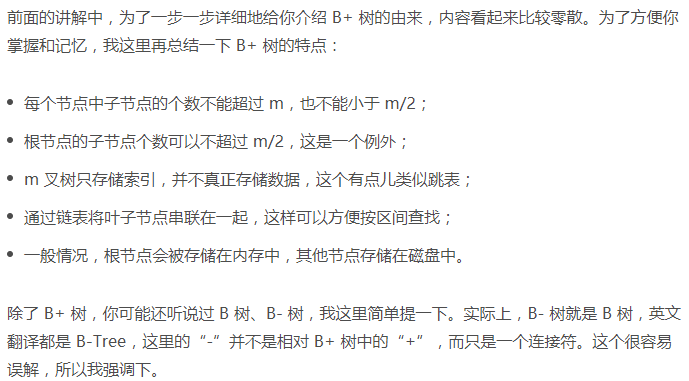 前面的讲解中，为了一步一步详细地给你介绍 B+ 树的由来，内容看起来比较零散。为了方便你
掌握和记忆，我这里再总结一下 B+ 树的特点：
每个节点中子节点的个数不能超过 m，也不能小于 m/2；
根节点的子节点个数可以不超过 m/2，这是一个例外；
m 叉树只存储索引，并不真正存储数据，这个有点儿类似跳表；
通过链表将叶子节点串联在一起，这样可以方便按区间查找；
一般情况，根节点会被存储在内存中，其他节点存储在磁盘中。
除了 B+ 树，你可能还听说过 B 树、B- 树，我这里简单提一下。实际上，B- 树就是 B 树，英文
翻译都是 B-Tree，这里的“-”并不是相对 B+ 树中的“+”，而只是一个连接符。这个很容易
误解，所以我强调下。